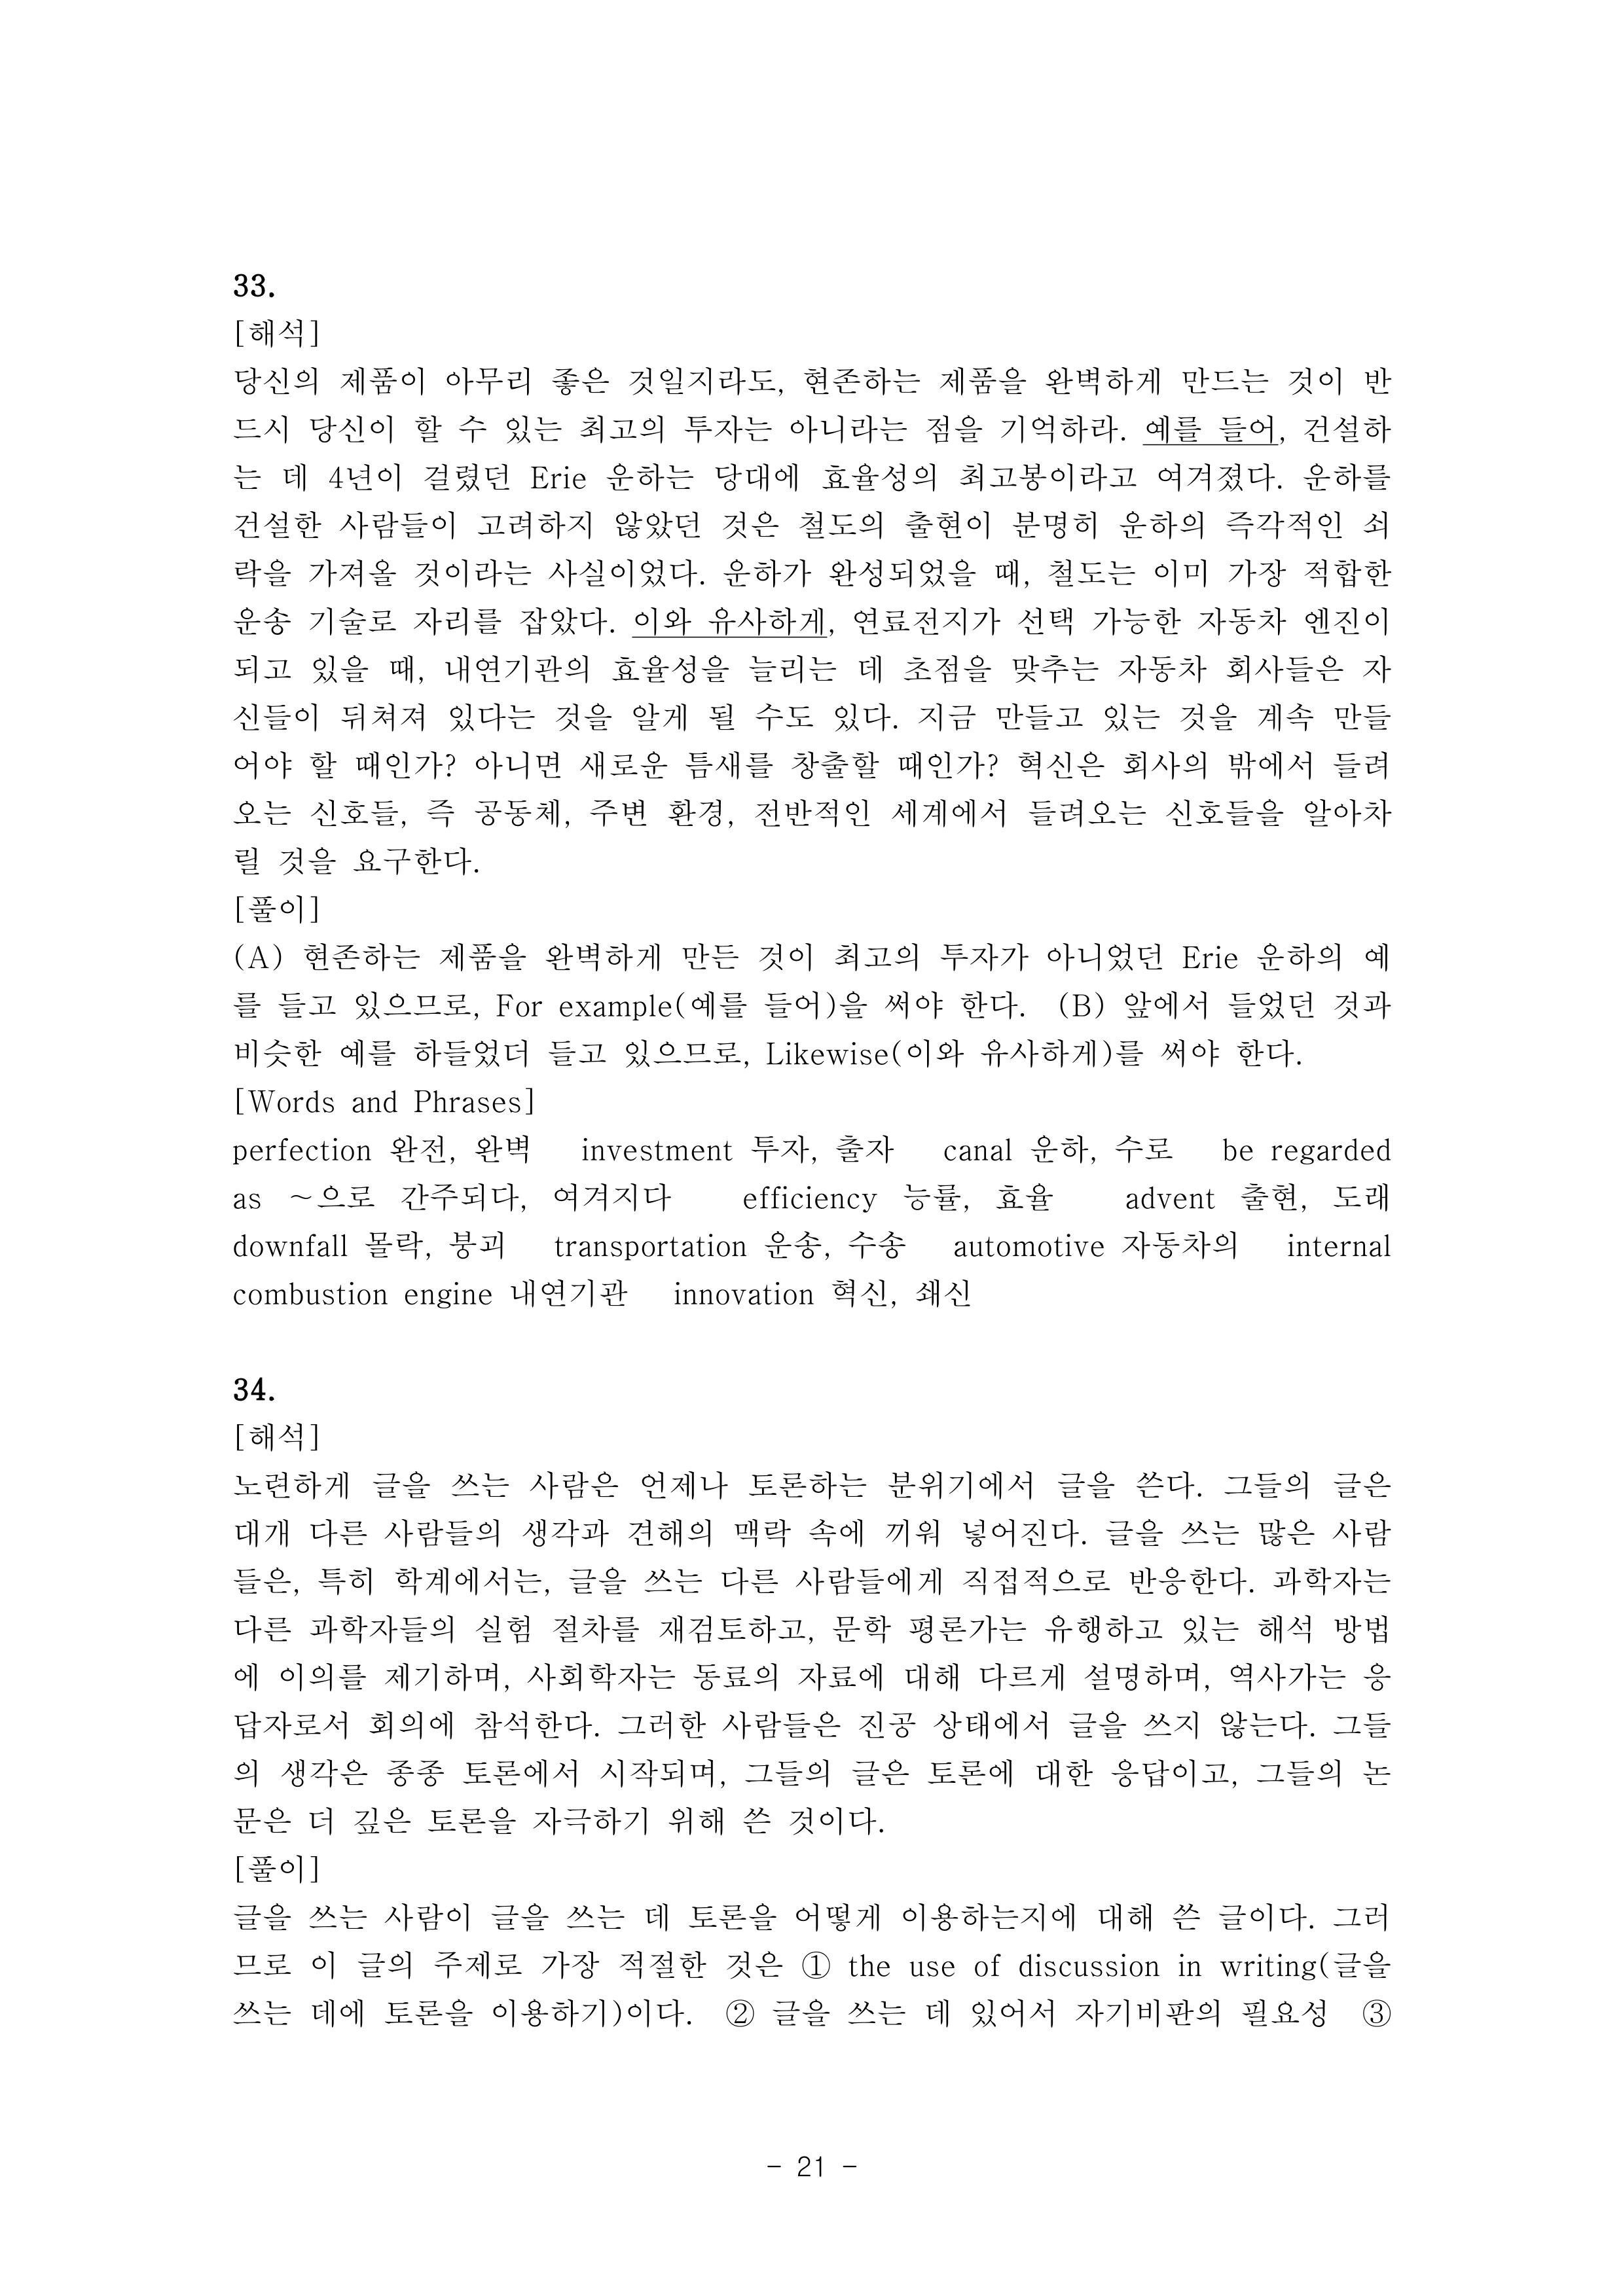 33.
[해석]
당신의 제품이 아무리 좋은 것일지라도, 현존하는 제품을 완벽하게 만드는 것이 반
드시 당신이 할 수 있는 최고의 투자는 아니라는 점을 기억하라. 예를 들어, 건설하
는 데 4년이 걸렸던 Erie 운하는 당대에 효율성의 최고봉이라고 여겨졌다. 운하를
건설한 사람들이 고려하지 않았던 것은 철도의 출현이 분명히 운하의 즉각적인 쇠
락을 가져올 것이라는 사실이었다. 운하가 완성되었을 때, 철도는 이미 가장 적합한
운송 기술로 자리를 잡았다. 이와 유사하게, 연료전지가 선택 가능한 자동차 엔진이
되고 있을 때, 내연기관의 효율성을 늘리는 데 초점을 맞추는 자동차 회사들은 자
신들이 뒤쳐져 있다는 것을 알게 될 수도 있다. 지금 만들고 있는 것을 계속 만들
어야 할 때인가? 아니면 새로운 틈새를 창출할 때인가? 혁신은 회사의 밖에서 들려
오는 신호들, 즉 공동체, 주변 환경, 전반적인 세계에서 들려오는 신호들을 알아차
릴 것을 요구한다.
[풀이]
(A) 현존하는 제품을 완벽하게 만든 것이 최고의 투자가 아니었던 Erie 운하의 예
를 들고 있으므로, For example(예를 들어)을 써야 한다. (B) 앞에서 들었던 것과
비슷한 예를 하들었더 들고 있으므로, Likewise(이와 유사하게)를 써야 한다.
[Words and Phrases]
perfection 완전, 완벽 investment 투자, 출자 canal 운하, 수로 be regarded
as ～으로 간주되다, 여겨지다 efficiency 능률, 효율 advent 출현, 도래
downfall 몰락, 붕괴 transportation 운송, 수송 automotive 자동차의 internal
combustion engine 내연기관 innovation 혁신, 쇄신
34.
[해석]
노련하게 글을 쓰는 사람은 언제나 토론하는 분위기에서 글을 쓴다. 그들의 글은
대개 다른 사람들의 생각과 견해의 맥락 속에 끼워 넣어진다. 글을 쓰는 많은 사람
들은, 특히 학계에서는, 글을 쓰는 다른 사람들에게 직접적으로 반응한다. 과학자는
다른 과학자들의 실험 절차를 재검토하고, 문학 평론가는 유행하고 있는 해석 방법
에 이의를 제기하며, 사회학자는 동료의 자료에 대해 다르게 설명하며, 역사가는 응
답자로서 회의에 참석한다. 그러한 사람들은 진공 상태에서 글을 쓰지 않는다. 그들
의 생각은 종종 토론에서 시작되며, 그들의 글은 토론에 대한 응답이고, 그들의 논
문은 더 깊은 토론을 자극하기 위해 쓴 것이다.
[풀이]
글을 쓰는 사람이 글을 쓰는 데 토론을 어떻게 이용하는지에 대해 쓴 글이다. 그러
므로 이 글의 주제로 가장 적절한 것은 ① the use of discussion in writing(글을
쓰는 데에 토론을 이용하기)이다. ② 글을 쓰는 데 있어서 자기비판의 필요성 ③
- 21 -